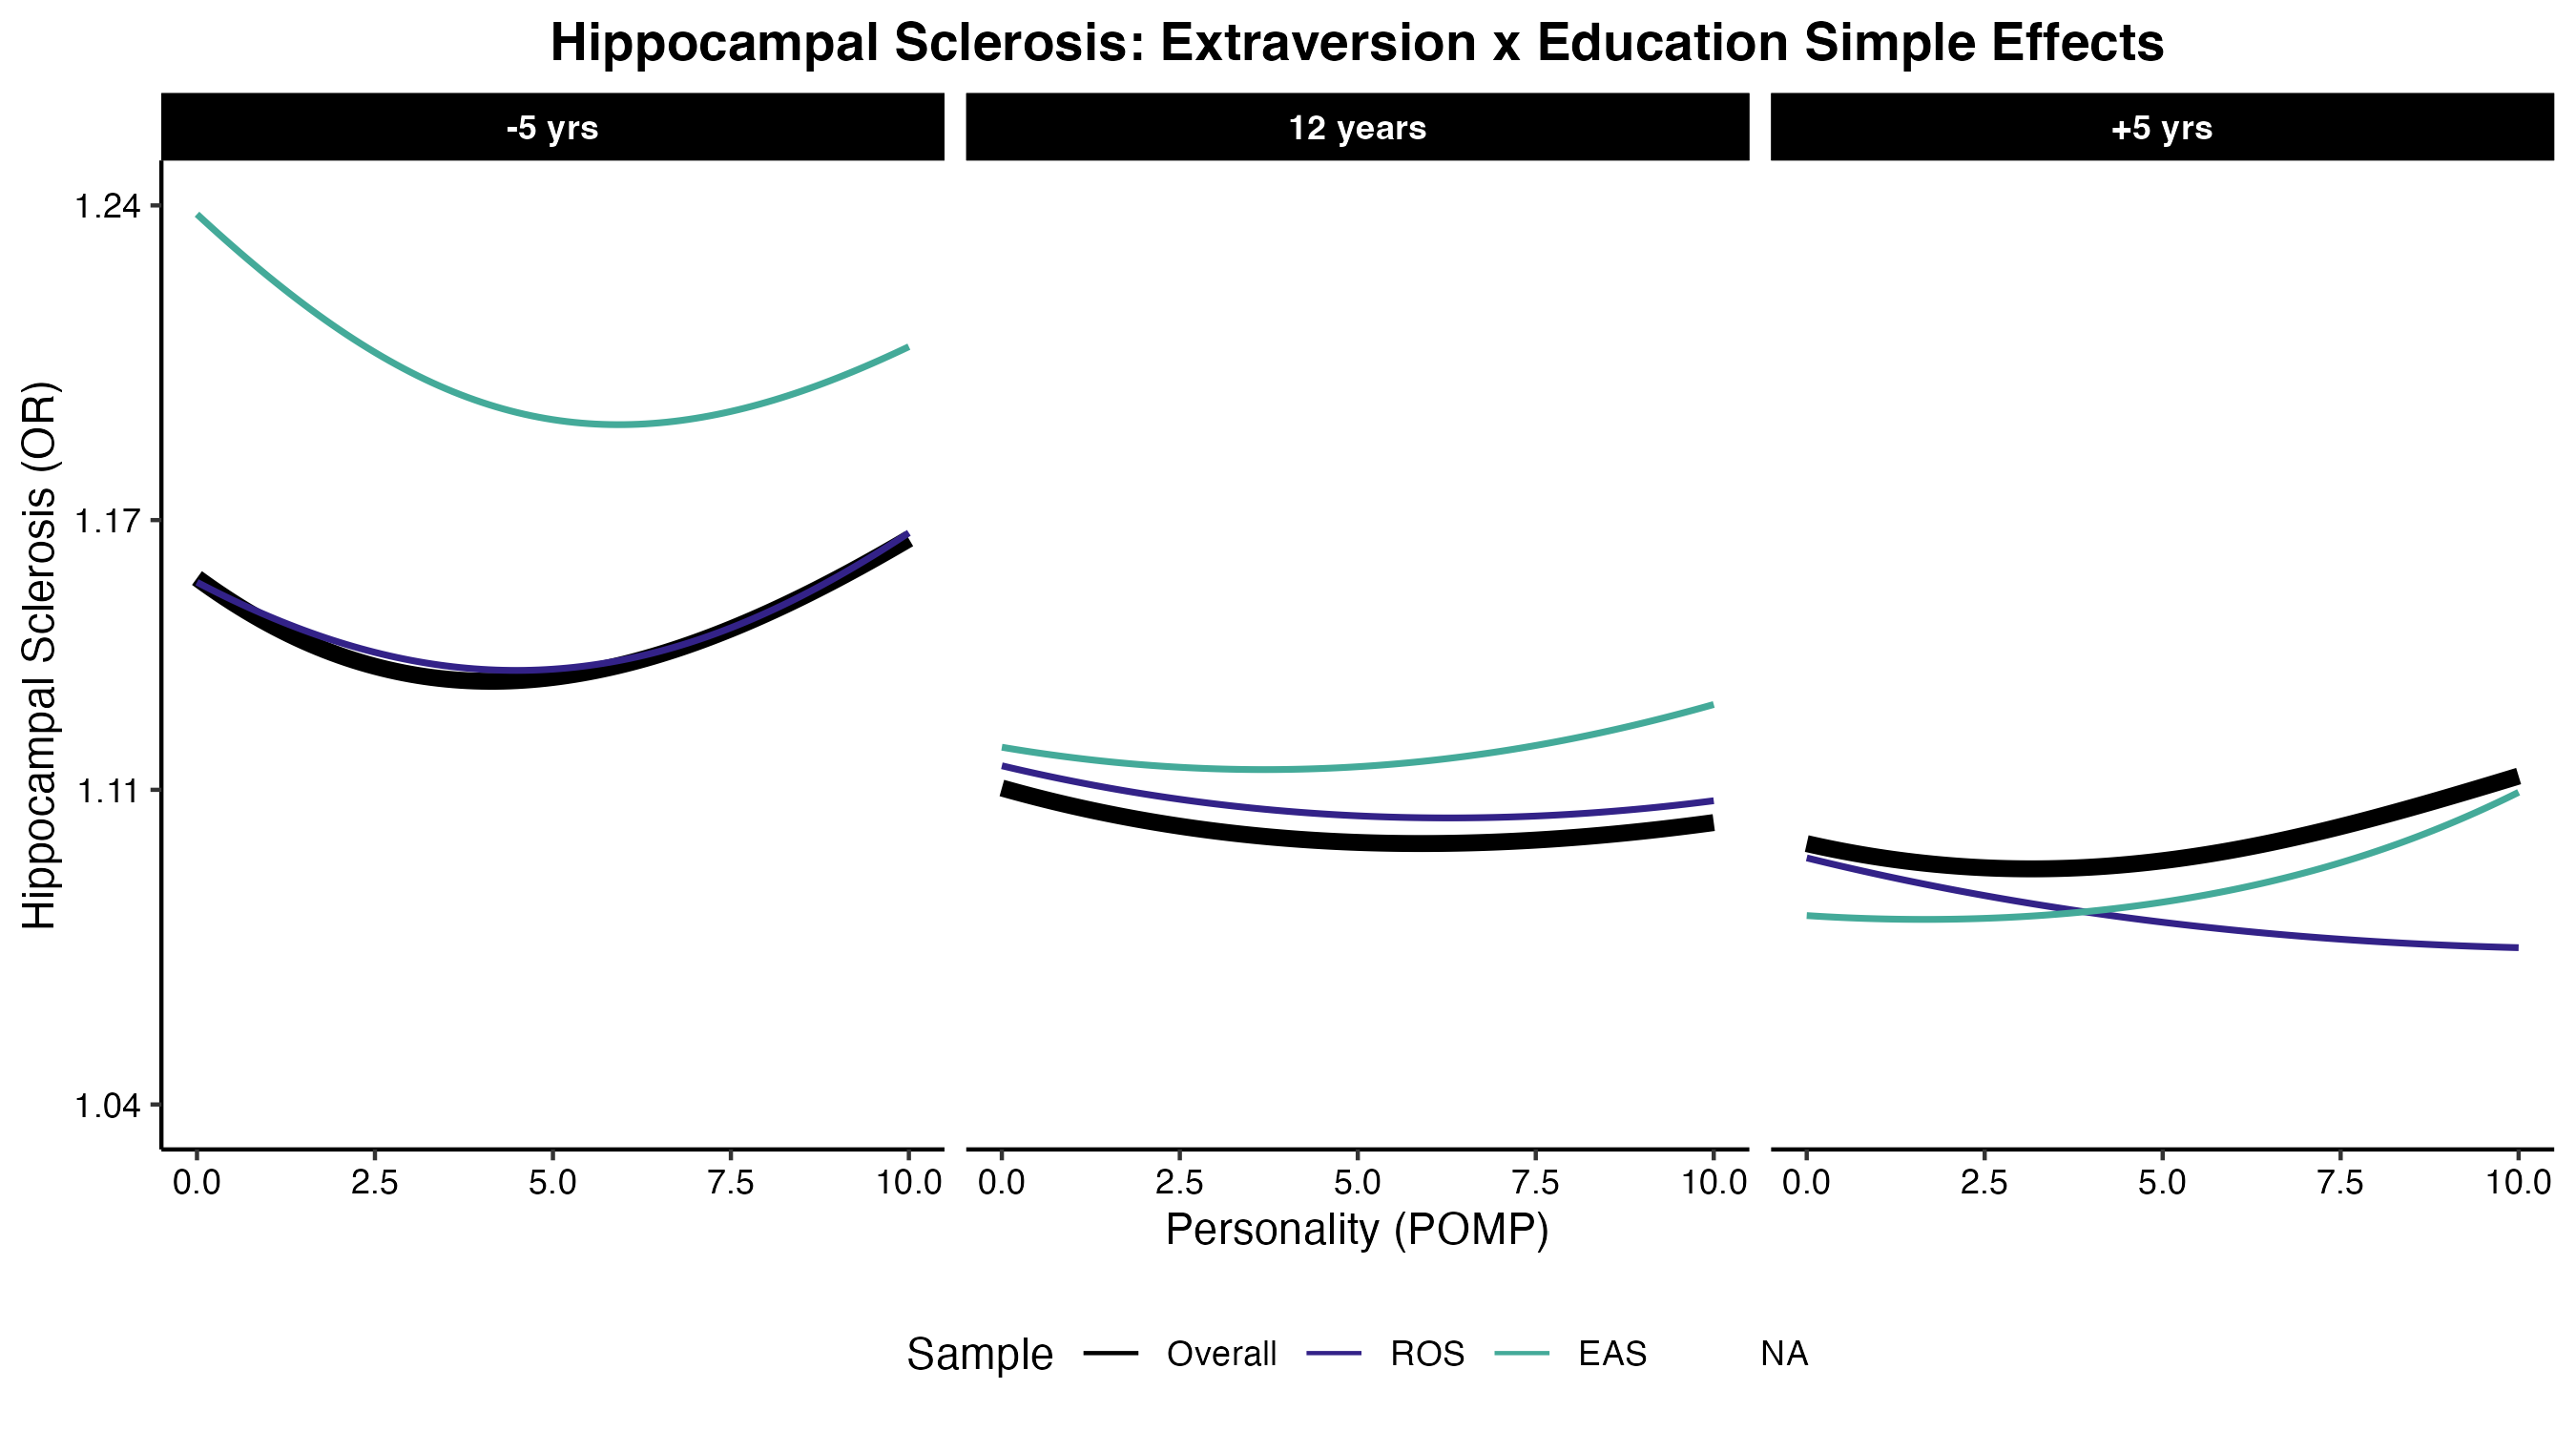 Hippocampal Sclerosis: Extraversion x Education Simple Effects
-5 yrs
12 years
+5 yrs
Hippocampal Sclerosis (OR)
1.24
1.17
1.11
1.04
0.0 2.5 5.0 7.5 10.0
0.0 2.5 5.0 7.5 10.0
0.0 2.5 5.0 7.5 10.0
Personality (POMP)
Sample Overall ROS EAS NA